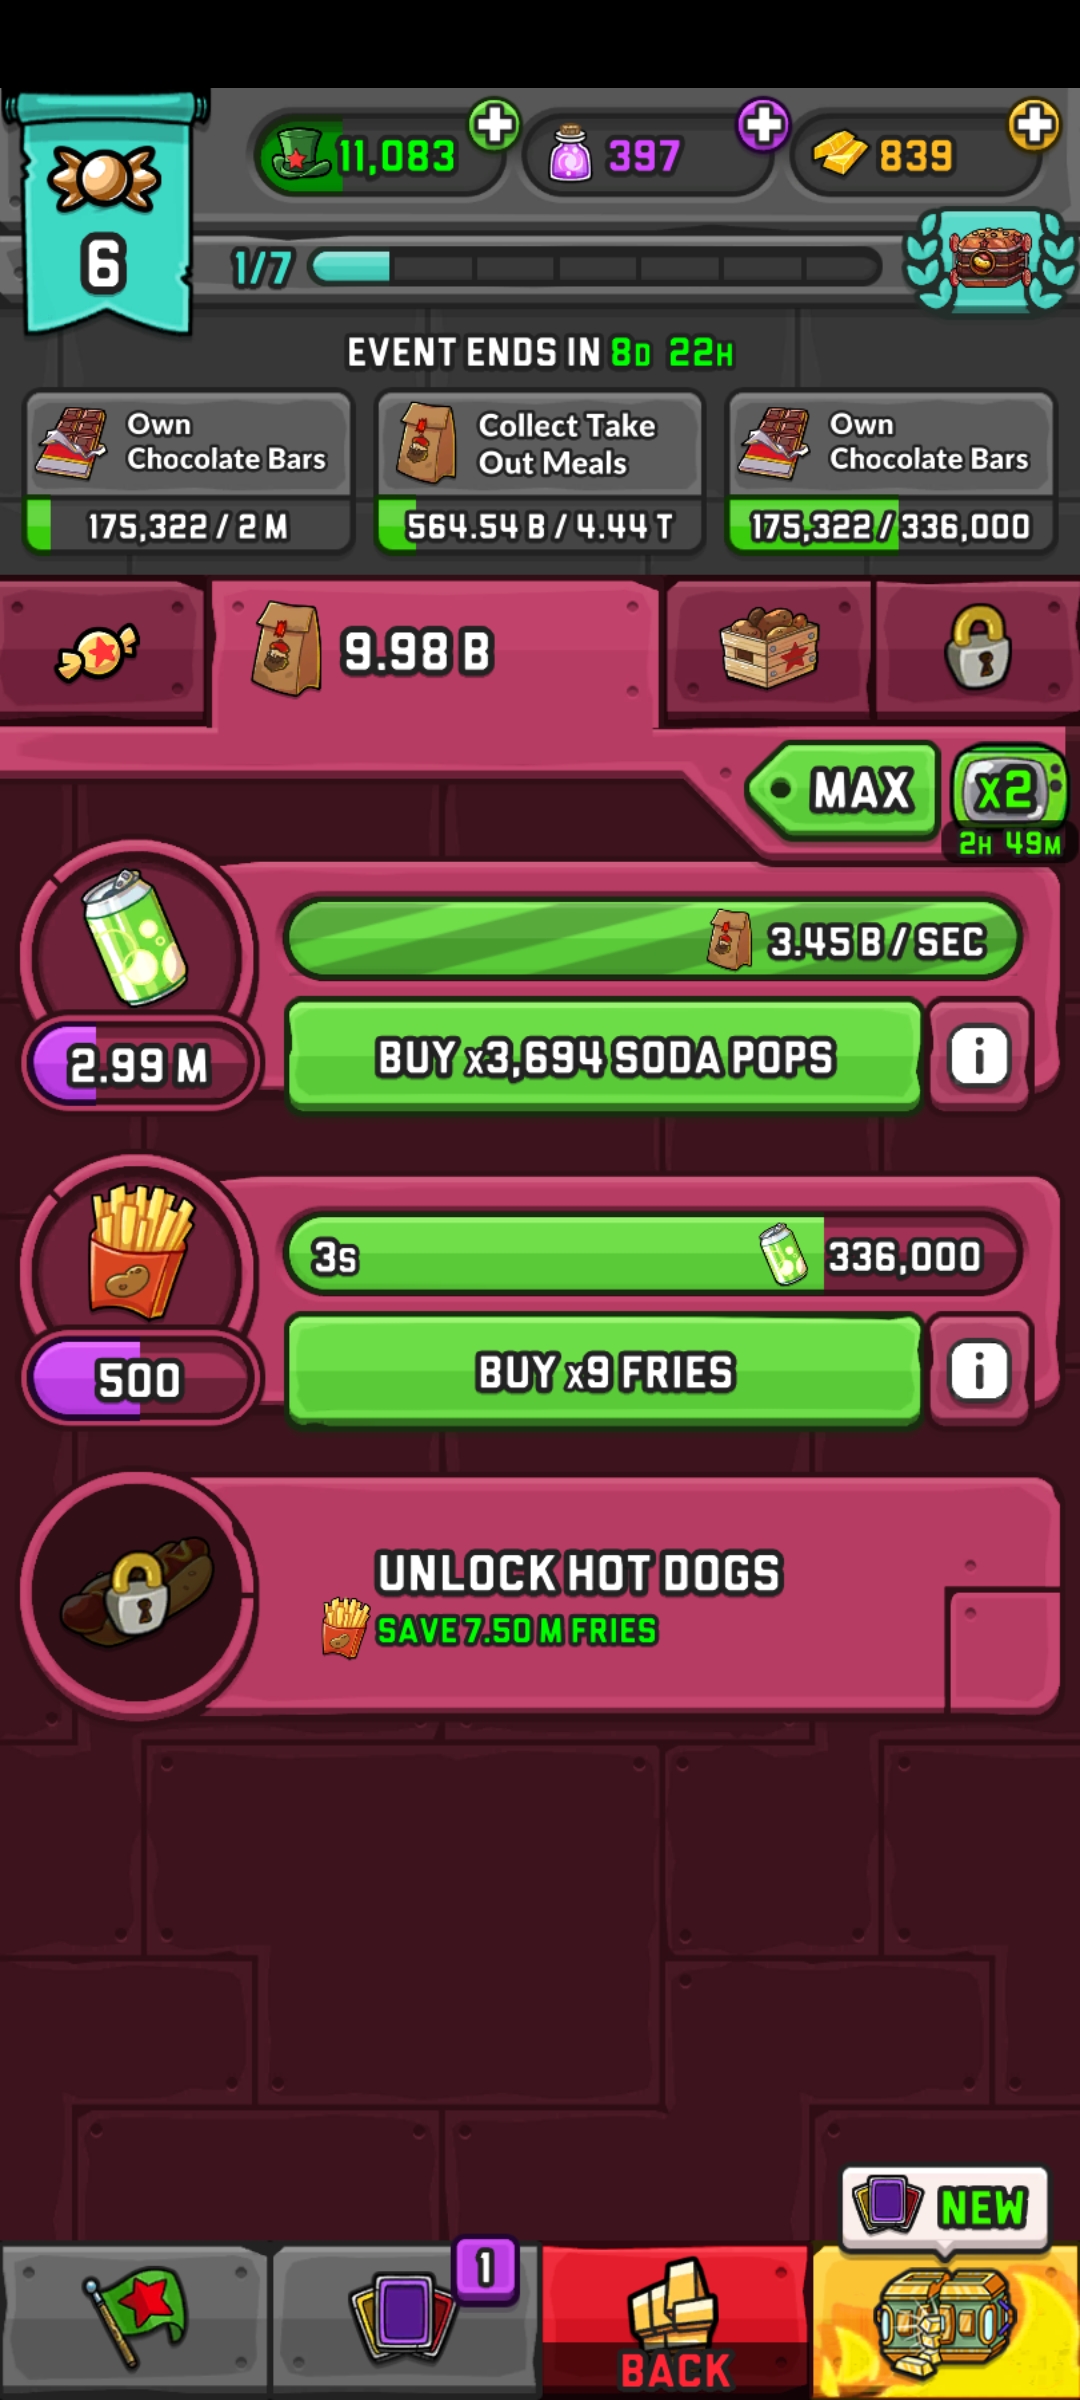 11,083
397
839
6
1/7
EVENT ENDS IN 8D 22H
Own
Chocolate Bars
175,322 / 2 M
Collect Take
Out Meals
564.54 B / 4.44 T
Own
Chocolate Bars
175,322 / 336,000
9.98 B
MAX
x2
2H 49M
3.45 B / SEC
2.99 M
BUY x3,694 SODA POPS
i
3s
336,000
500
BUY x9 FRIES
i
UNLOCK HOT DOGS
SAVE 7.50 M FRIES
NEW
1
BACK